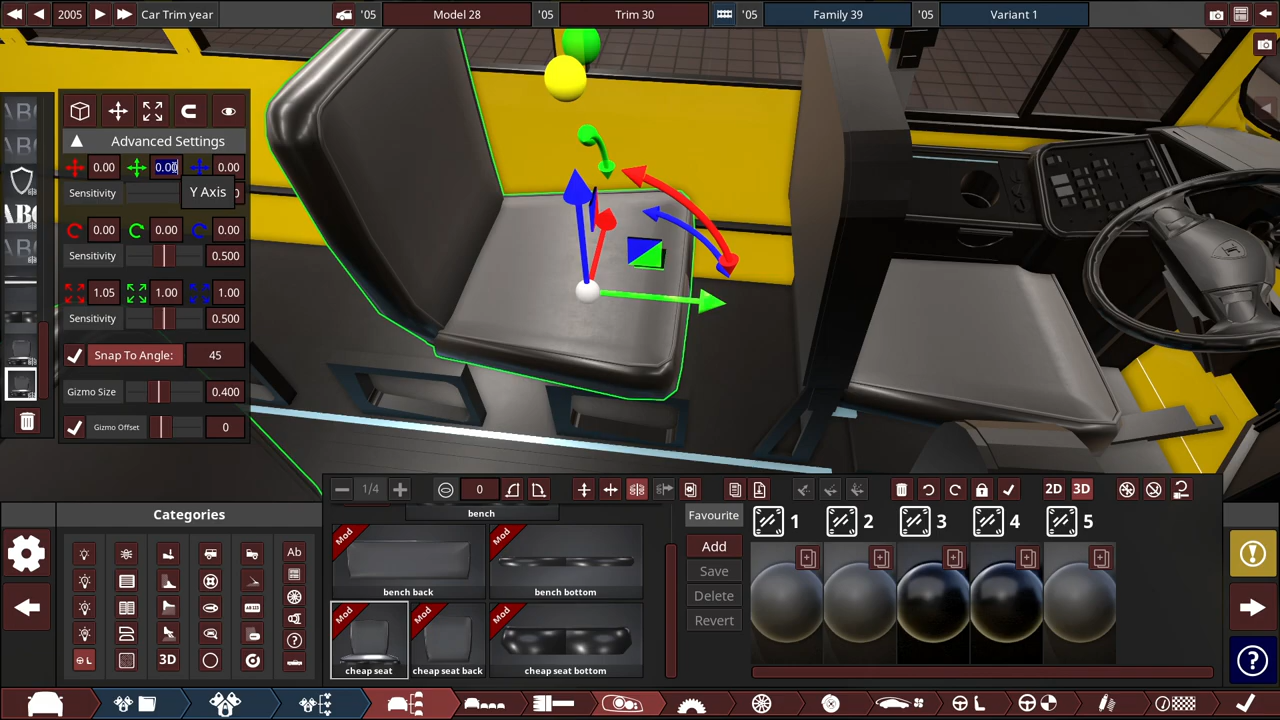 2005 Car Trim year '05 Model 28 '05 Trim 30 '05 Family 39 '05 Variant 1
Advanced Settings
0.00 0.00 0.00
Sensitivity
Y Axis
0.00 0.00 0.00
Sensitivity 0.500
1.05 1.00 1.00
Sensitivity 0.500
Snap To Angle: 45
Gizmo Size 0.400
Gizmo Offset 0
ABC
ABC
ABC
ABC
1/4 0 2D 3D
Categories
Ab
3D
L
bench
Mod
bench back
Mod
bench bottom
Mod
cheap seat
Mod
cheap seat back
Mod
cheap seat bottom
Favourite
Add
Save
Delete
Revert
1 2 3 4 5